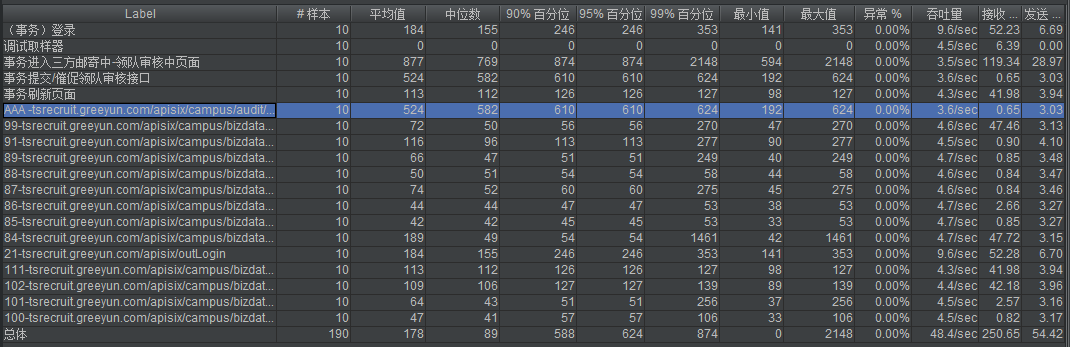 Label # 样本 平均值 中位数 90% 百分位 95% 百分位 99% 百分位 最小值 最大值 异常 % 吞吐量 接收 ... 发送 ...
（事务）登录 10 184 155 246 246 353 141 353 0.00% 9.6/sec 52.23 6.69
调试取样器 10 0 0 0 0 0 0 0 0.00% 4.5/sec 6.39 0.00
事务进入三方邮寄中-领队审核中页面 10 877 769 874 874 2148 594 2148 0.00% 3.5/sec 119.34 28.97
事务提交/催促领队审核接口 10 524 582 610 610 624 192 624 0.00% 3.6/sec 0.65 3.03
事务刷新页面 10 113 112 126 126 127 98 127 0.00% 4.3/sec 41.98 3.94
AAA -tsrecruit.greeyun.com/apisix/campus/audit/... 10 524 582 610 610 624 192 624 0.00% 3.6/sec 0.65 3.03
99-tsrecruit.greeyun.com/apisix/campus/bizdata... 10 72 50 56 56 270 47 270 0.00% 4.6/sec 47.46 3.13
91-tsrecruit.greeyun.com/apisix/campus/bizdata... 10 116 96 113 113 277 90 277 0.00% 4.5/sec 0.90 4.10
89-tsrecruit.greeyun.com/apisix/campus/bizdata... 10 66 47 51 51 249 40 249 0.00% 4.7/sec 0.85 3.48
88-tsrecruit.greeyun.com/apisix/campus/bizdata... 10 50 51 54 54 58 44 58 0.00% 4.6/sec 0.84 3.47
87-tsrecruit.greeyun.com/apisix/campus/bizdata... 10 74 52 60 60 275 45 275 0.00% 4.6/sec 0.84 3.46
86-tsrecruit.greeyun.com/apisix/campus/bizdata... 10 44 44 47 47 53 38 53 0.00% 4.7/sec 2.66 3.27
85-tsrecruit.greeyun.com/apisix/campus/bizdata... 10 42 42 45 45 53 33 53 0.00% 4.7/sec 0.85 3.27
84-tsrecruit.greeyun.com/apisix/campus/bizdata... 10 189 49 54 54 1461 42 1461 0.00% 4.7/sec 47.72 3.15
21-tsrecruit.greeyun.com/apisix/outLogin 10 184 155 246 246 353 141 353 0.00% 9.6/sec 52.28 6.70
111-tsrecruit.greeyun.com/apisix/campus/bizdat... 10 113 112 126 126 127 98 127 0.00% 4.3/sec 41.98 3.94
102-tsrecruit.greeyun.com/apisix/campus/bizdat... 10 109 106 127 127 139 89 139 0.00% 4.4/sec 42.18 3.96
101-tsrecruit.greeyun.com/apisix/campus/bizdat... 10 64 43 51 51 256 37 256 0.00% 4.5/sec 2.57 3.16
100-tsrecruit.greeyun.com/apisix/campus/bizdat... 10 47 41 57 57 106 33 106 0.00% 4.5/sec 0.82 3.17
总体 190 178 89 588 624 874 0 2148 0.00% 48.4/sec 250.65 54.42